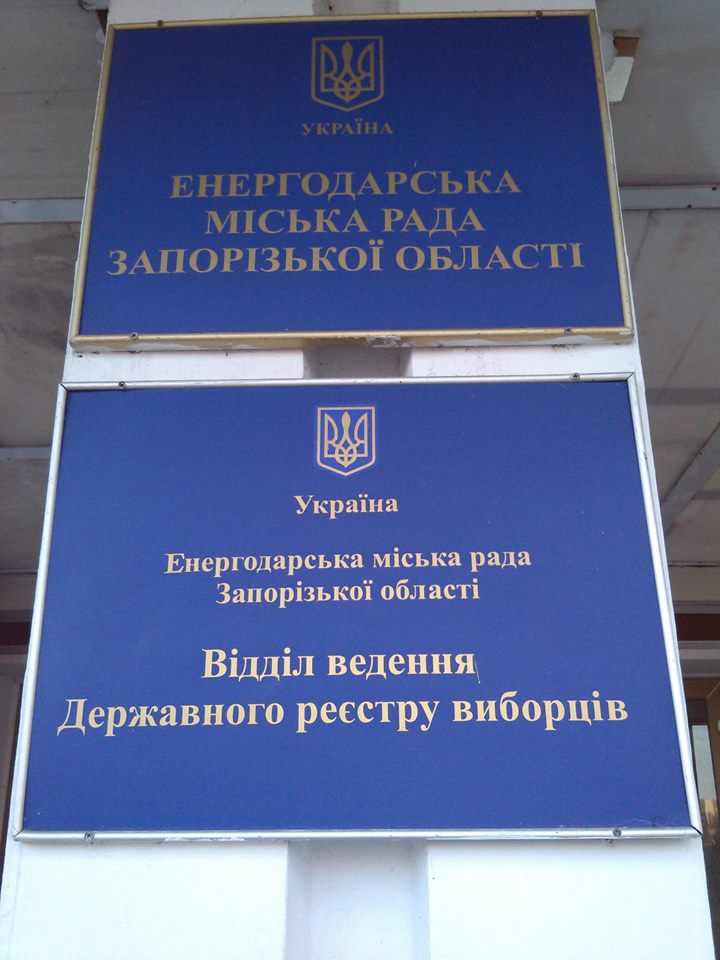 УКРАЇНА
ЕНЕРГОДАРСЬКА
МІСЬКА РАДА
ЗАПОРІЗЬКОЇ ОБЛАСТІ
Україна
Енергодарська міська рада
Запорізької області
Відділ ведення
Державного реєстру виборців